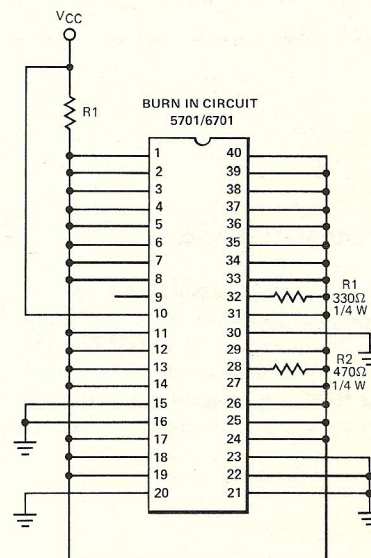 VCC
R1
BURN IN CIRCUIT
5701/6701
1 40
2 39
3 38
4 37
5 36
6 35
7 34
8 33
9 32
10 31
11 30
12 29
13 28
14 27
15 26
16 25
17 24
18 23
19 22
20 21
R1
330Ω
1/4 W
R2
470Ω
1/4 W